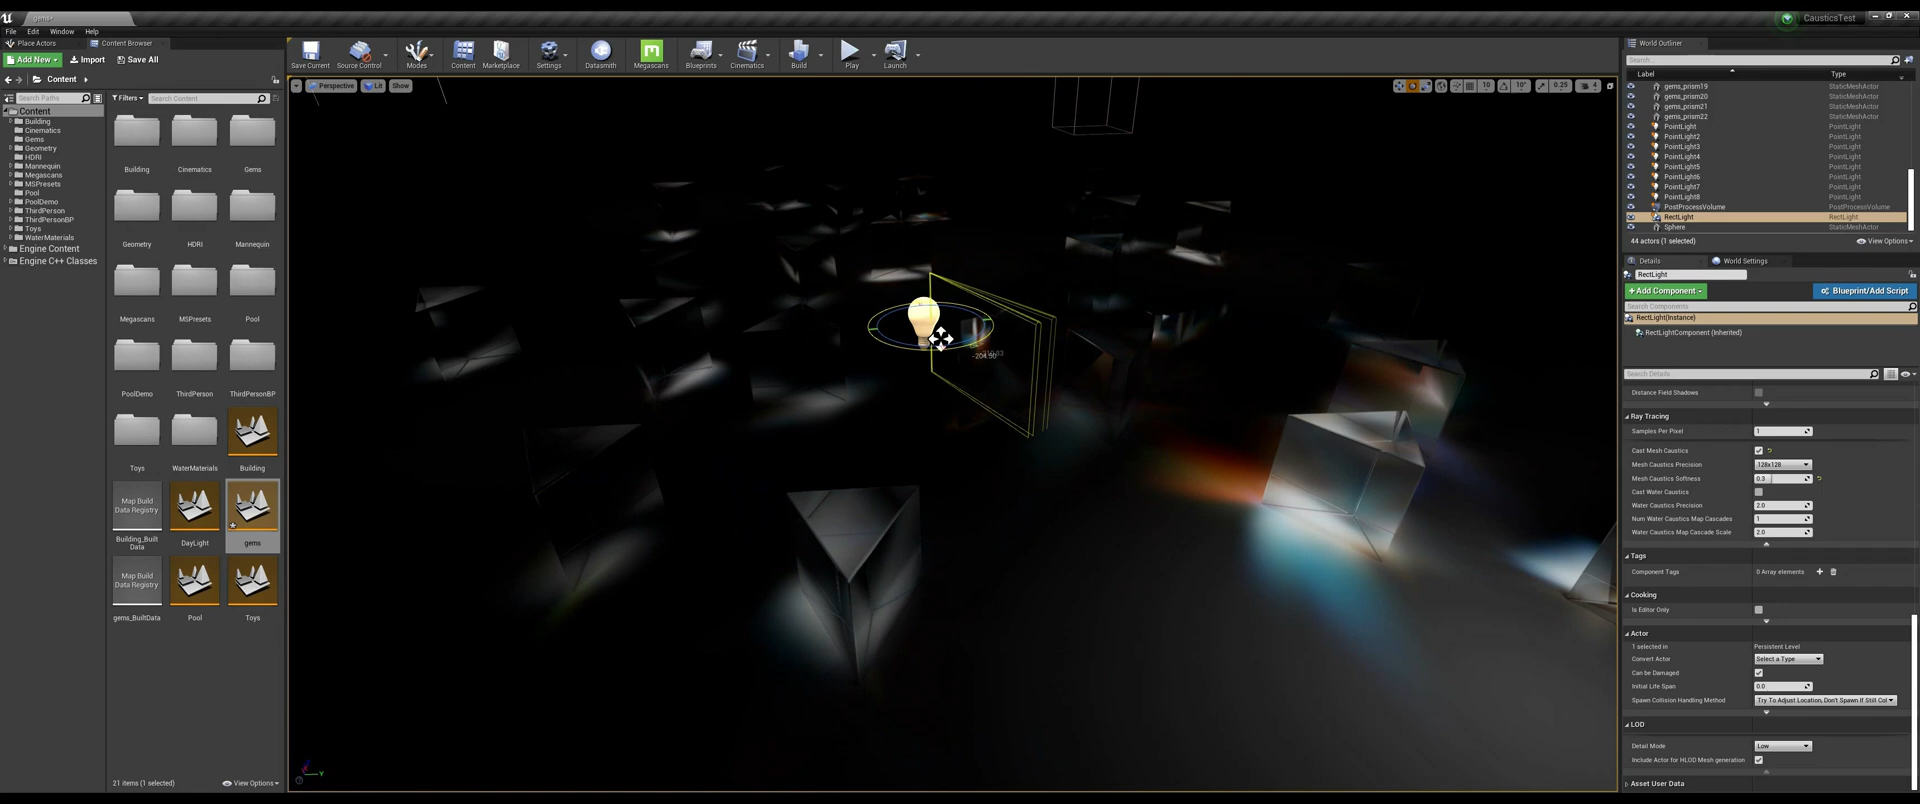 gems•
CausticsTest
File Edit Window Help
Place Actors
Content Browser
Add New
Import
Save All
Content
Search Paths
Filters
Search Content
Content
Building
Cinematics
Gems
Geometry
HDRI
Mannequin
Megascans
MSPresets
Pool
PoolDemo
ThirdPerson
ThirdPersonBP
Toys
WaterMaterials
Engine Content
Engine C++ Classes
Building Cinematics Gems
Geometry HDRI Mannequin
Megascans MSPresets Pool
PoolDemo ThirdPerson ThirdPersonBP
Toys WaterMaterials Building
Map Build
Data Registry
Building_Built
Data
DayLight
gems
Map Build
Data Registry
gems_BuiltData Pool Toys
21 items (1 selected)
View Options
Save Current Source Control Modes Content Marketplace Settings Datasmith Megascans Blueprints Cinematics Build Play Launch
Perspective Lit Show
10 10° 0.25 4
World Outliner
Search...
Label Type
gems_prism19 StaticMeshActor
gems_prism20 StaticMeshActor
gems_prism21 StaticMeshActor
gems_prism22 StaticMeshActor
PointLight PointLight
PointLight2 PointLight
PointLight3 PointLight
PointLight4 PointLight
PointLight5 PointLight
PointLight6 PointLight
PointLight7 PointLight
PointLight8 PointLight
PostProcessVolume PostProcessVolume
RectLight RectLight
Sphere StaticMeshActor
44 actors (1 selected)
View Options
Details
World Settings
RectLight
+Add Component
Blueprint/Add Script
Search Components
RectLight(Instance)
RectLightComponent (Inherited)
Search Details
Distance Field Shadows
Ray Tracing
Samples Per Pixel 1
Cast Mesh Caustics
Mesh Caustics Precision 128x128
Mesh Caustics Softness 0.3
Cast Water Caustics
Water Caustics Precision 2.0
Num Water Caustics Map Cascades 1
Water Caustics Map Cascade Scale 2.0
Tags
Component Tags 0 Array elements
Cooking
Is Editor Only
Actor
1 selected in Persistent Level
Convert Actor Select a Type
Can be Damaged
Initial Life Span 0.0
Spawn Collision Handling Method Try To Adjust Location, Don't Spawn If Still Col
LOD
Detail Mode Low
Include Actor for HLOD Mesh generation
Asset User Data